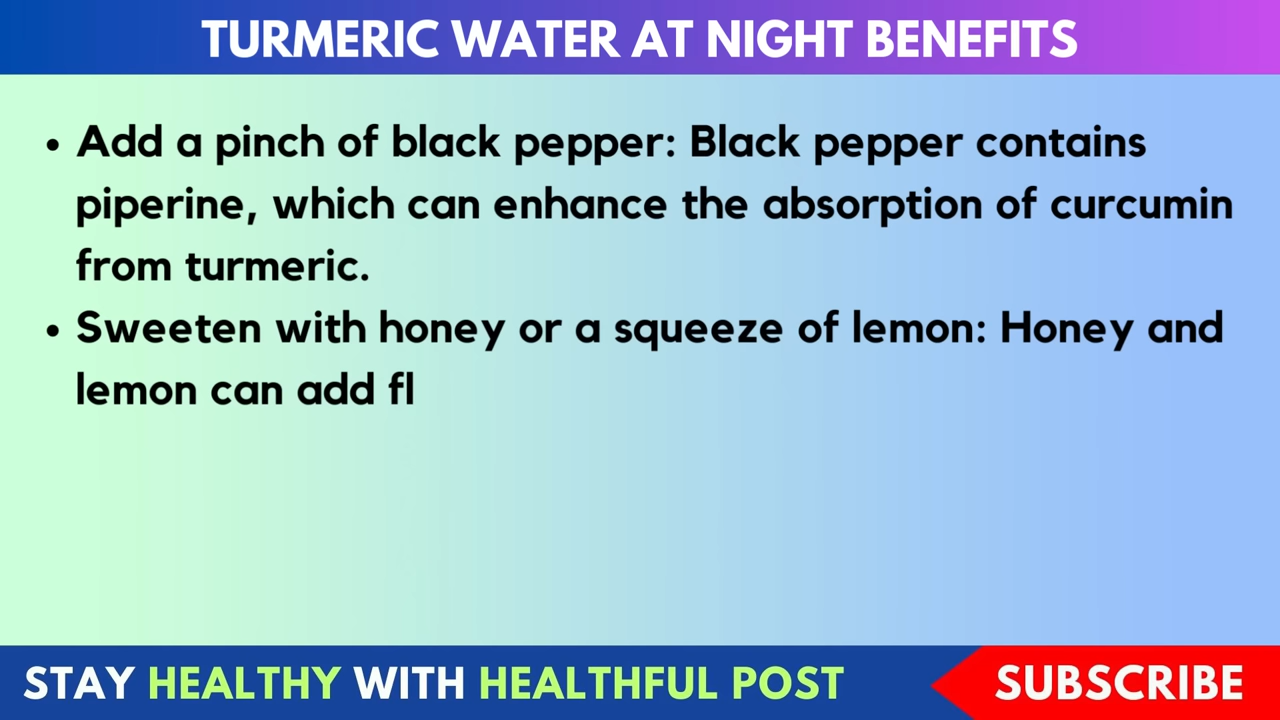 TURMERIC WATER AT NIGHT BENEFITS
• Add a pinch of black pepper: Black pepper contains
piperine, which can enhance the absorption of curcumin
from turmeric.
• Sweeten with honey or a squeeze of lemon: Honey and
lemon can add fl
STAY HEALTHY WITH HEALTHFUL POST
SUBSCRIBE